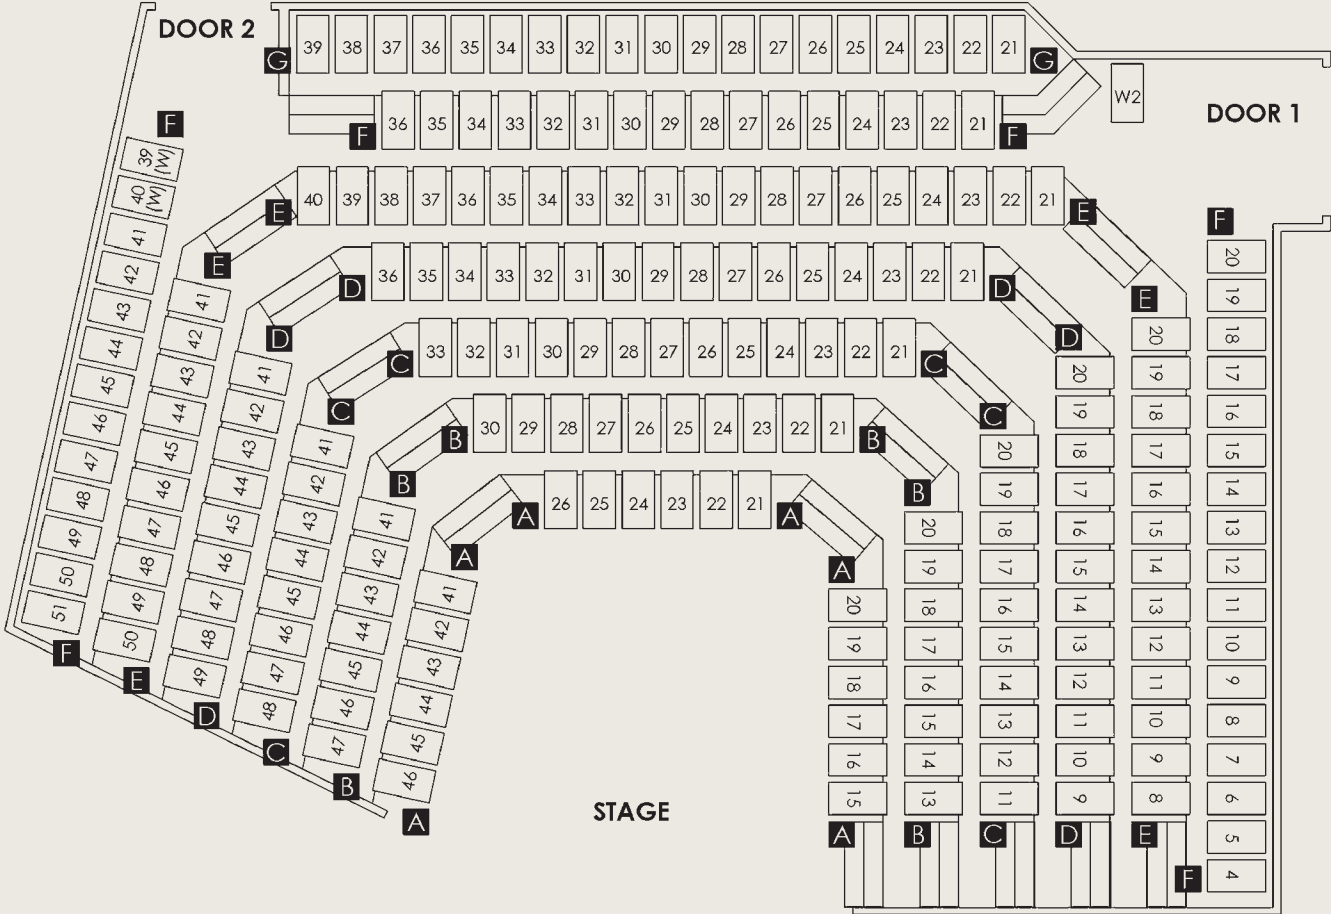 DOOR 2
G 39 38 37 36 35 34 33 32 31 30 29 28 27 26 25 24 23 22 21 G
W2
DOOR 1
F 36 35 34 33 32 31 30 29 28 27 26 25 24 23 22 21 F
E 40 39 38 37 36 35 34 33 32 31 30 29 28 27 26 25 24 23 22 21 E
D 36 35 34 33 32 31 30 29 28 27 26 25 24 23 22 21 D
C 33 32 31 30 29 28 27 26 25 24 23 22 21 C
B 30 29 28 27 26 25 24 23 22 21 B
A 26 25 24 23 22 21 A
F 39 (W) 40 (W) 41 42 43 44 45 46 47 48 49 50 51 F
E 41 42 43 44 45 46 47 48 49 50 E
D 41 42 43 44 45 46 47 48 49 D
C 41 42 43 44 45 46 47 48 C
B 41 42 43 44 45 46 47 B
A 41 42 43 44 45 46 A
STAGE
A 20 19 18 17 16 15 A
B 20 19 18 17 16 15 14 13 B
C 20 19 18 17 16 15 14 13 12 11 C
D 20 19 18 17 16 15 14 13 12 11 10 9 D
E 20 19 18 17 16 15 14 13 12 11 10 9 8 E
F 20 19 18 17 16 15 14 13 12 11 10 9 8 7 6 5 4 F